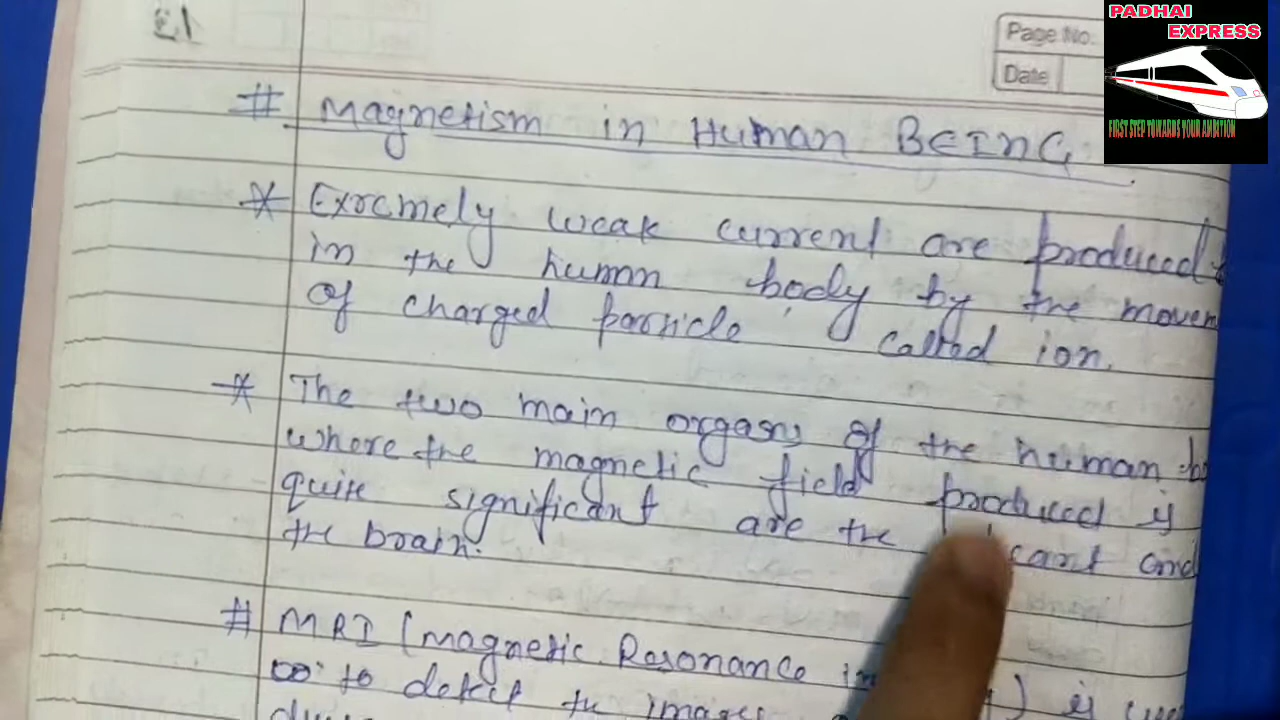 PADHAI
EXPRESS
FIRST STEP TOWARDS YOUR AMBITION
Page No.
Date
# Magnetism in Human BEING
* Exremely weak current are produced
in the human body by the movem
of charged particle called ion.
* The two main organs of the human b
where the magnetic field produced is
quite significant are the heart and
the brain.
# MRI (Magnetic Resonance is
to detect the images